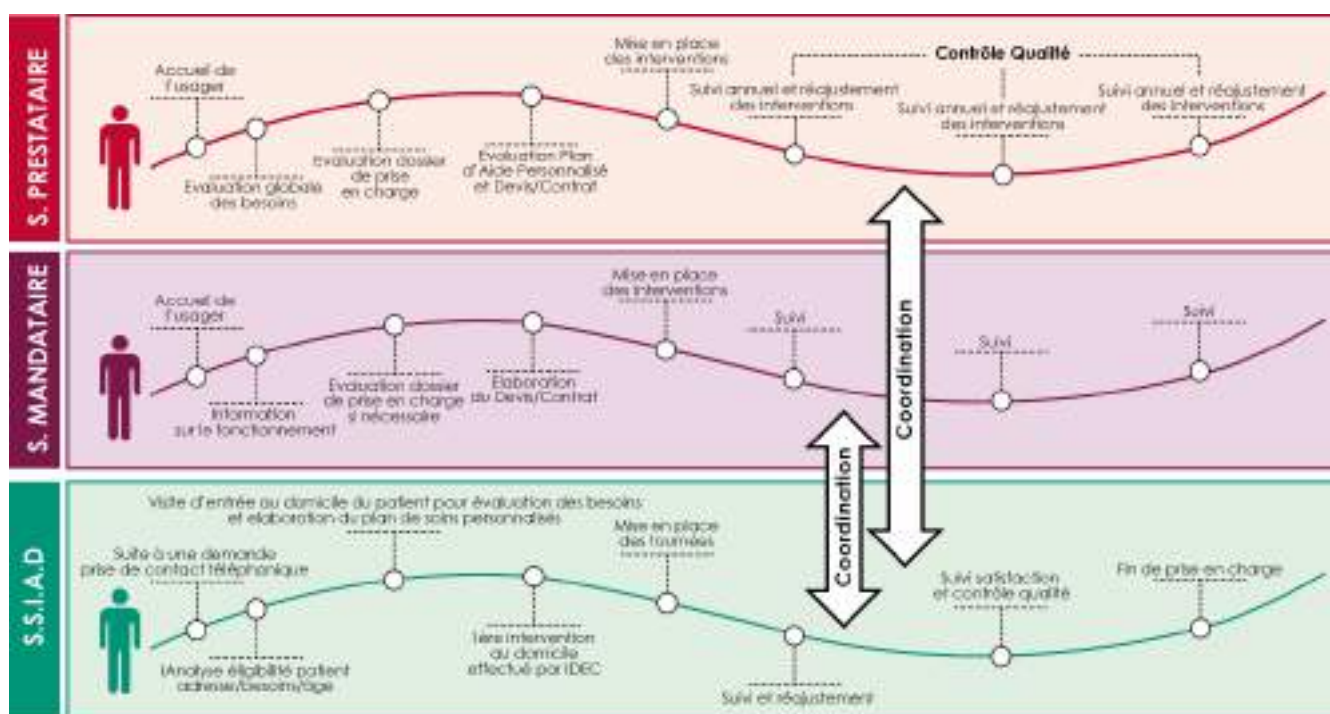 S. PRESTATAIRE
Accueil de
l'usager
Evaluation globale
des besoins
Evaluation dossier
de prise
en charge
Evaluation Plan
d'Aide Personnalisé
et Devis/Contrat
Mise en place
des interventions
Contrôle Qualité
Suivi annuel et réajustement
des interventions
Suivi annuel et réajustement
des interventions
Suivi annuel et réajustement
des interventions
S. MANDATAIRE
Accueil de
l'usager
Information
sur le fonctionnement
Evaluation dossier
de prise en charge
si nécessaire
Elaboration
du Devis/Contrat
Mise en place
des interventions
Suivi
Suivi
Suivi
Coordination
Coordination
S.S.I.A.D
Suite à une demande
prise de contact téléphonique
lAnalyse éligibilité patient
adresse/besoins/âge
Visite d'entrée au domicile du patient pour évaluation des besoins
et elaboration du plan de soins personnalisés
1ère intervention
au domicile
effectué par IDEC
Mise en place
des tournées
Suivi et réajustement
Suivi satisfaction
et contrôle qualité
Fin de prise en charge